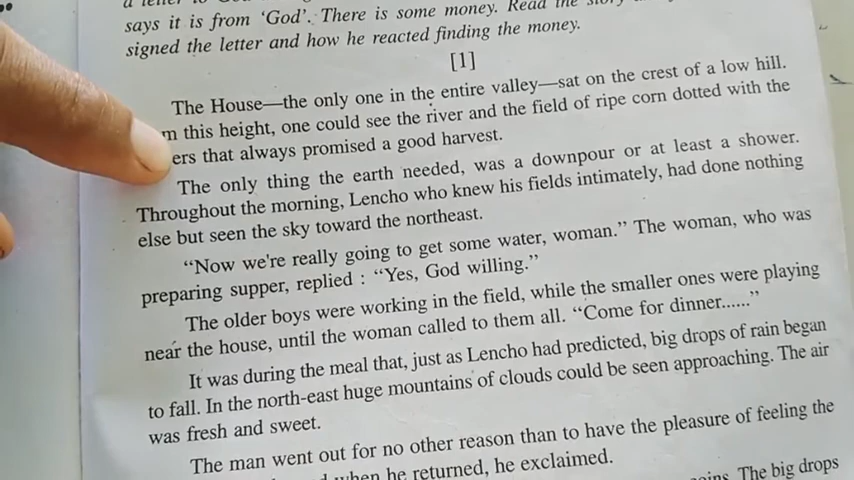 says it is from ‘God’. There is some money. Read the
signed the letter and how he reacted finding the money.
[1]
The House—the only one in the entire valley—sat on the crest of a low hill.
this height, one could see the river and the field of ripe corn dotted with the
that always promised a good harvest.
The only thing the earth needed, was a downpour or at least a shower.
Throughout the morning, Lencho who knew his fields intimately, had done nothing
else but seen the sky toward the northeast.
“Now we're really going to get some water, woman.” The woman, who was
preparing supper, replied : “Yes, God willing.”
The older boys were working in the field, while the smaller ones were playing
near the house, until the woman called to them all. “Come for dinner......”
It was during the meal that, just as Lencho had predicted, big drops of rain began
to fall. In the north-east huge mountains of clouds could be seen approaching. The air
was fresh and sweet.
The man went out for no other reason than to have the pleasure of feeling the
when he returned, he exclaimed.
The big drops